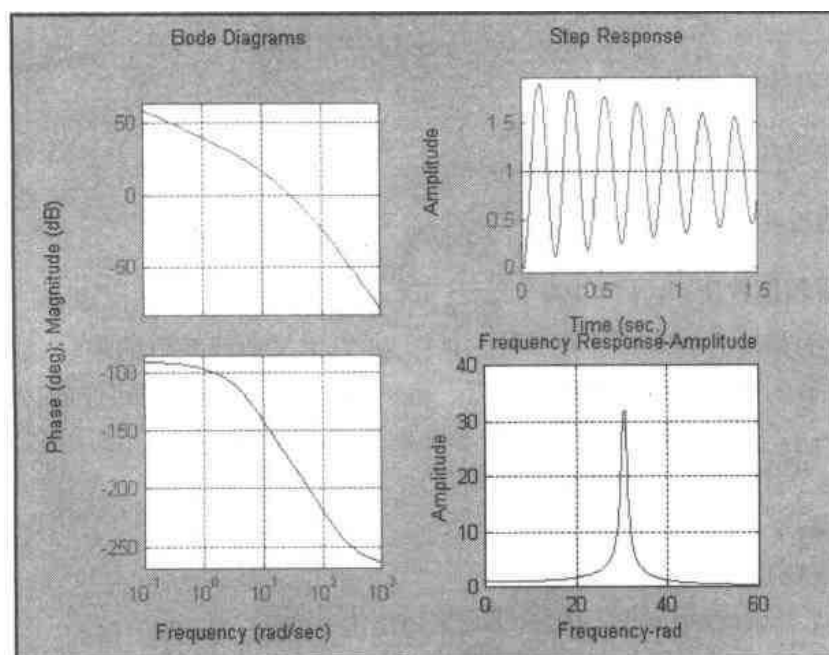 Bode Diagrams
Step Response
Phase (deg); Magnitude (dB)
50
0
-50
-100
-150
-200
-250
10⁻¹ 10⁰ 10¹ 10² 10³
Frequency (rad/sec)
Amplitude
1.5
1
0.5
0
0 0.5 1 1.5
Time (sec.)
Frequency Response-Amplitude
Amplitude
40
30
20
10
0
0 20 40 60
Frequency-rad